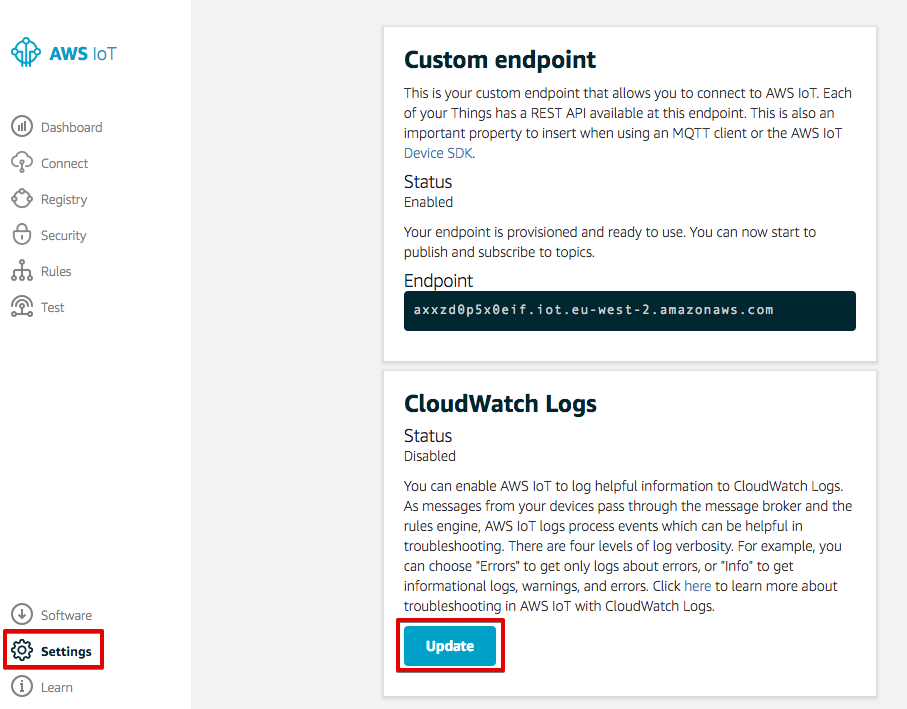 AWS IoT
Dashboard
Connect
Registry
Security
Rules
Test
Software
Settings
Learn
Custom endpoint
This is your custom endpoint that allows you to connect to AWS IoT. Each
of your Things has a REST API available at this endpoint. This is also an
important property to insert when using an MQTT client or the AWS IoT
Device SDK.
Status
Enabled
Your endpoint is provisioned and ready to use. You can now start to
publish and subscribe to topics.
Endpoint
axxzd0p5x0eif.iot.eu-west-2.amazonaws.com
CloudWatch Logs
Status
Disabled
You can enable AWS IoT to log helpful information to CloudWatch Logs.
As messages from your devices pass through the message broker and the
rules engine, AWS IoT logs process events which can be helpful in
troubleshooting. There are four levels of log verbosity. For example, you
can choose "Errors" to get only logs about errors, or "Info" to get
informational logs, warnings, and errors. Click here to learn more about
troubleshooting in AWS IoT with CloudWatch Logs.
Update